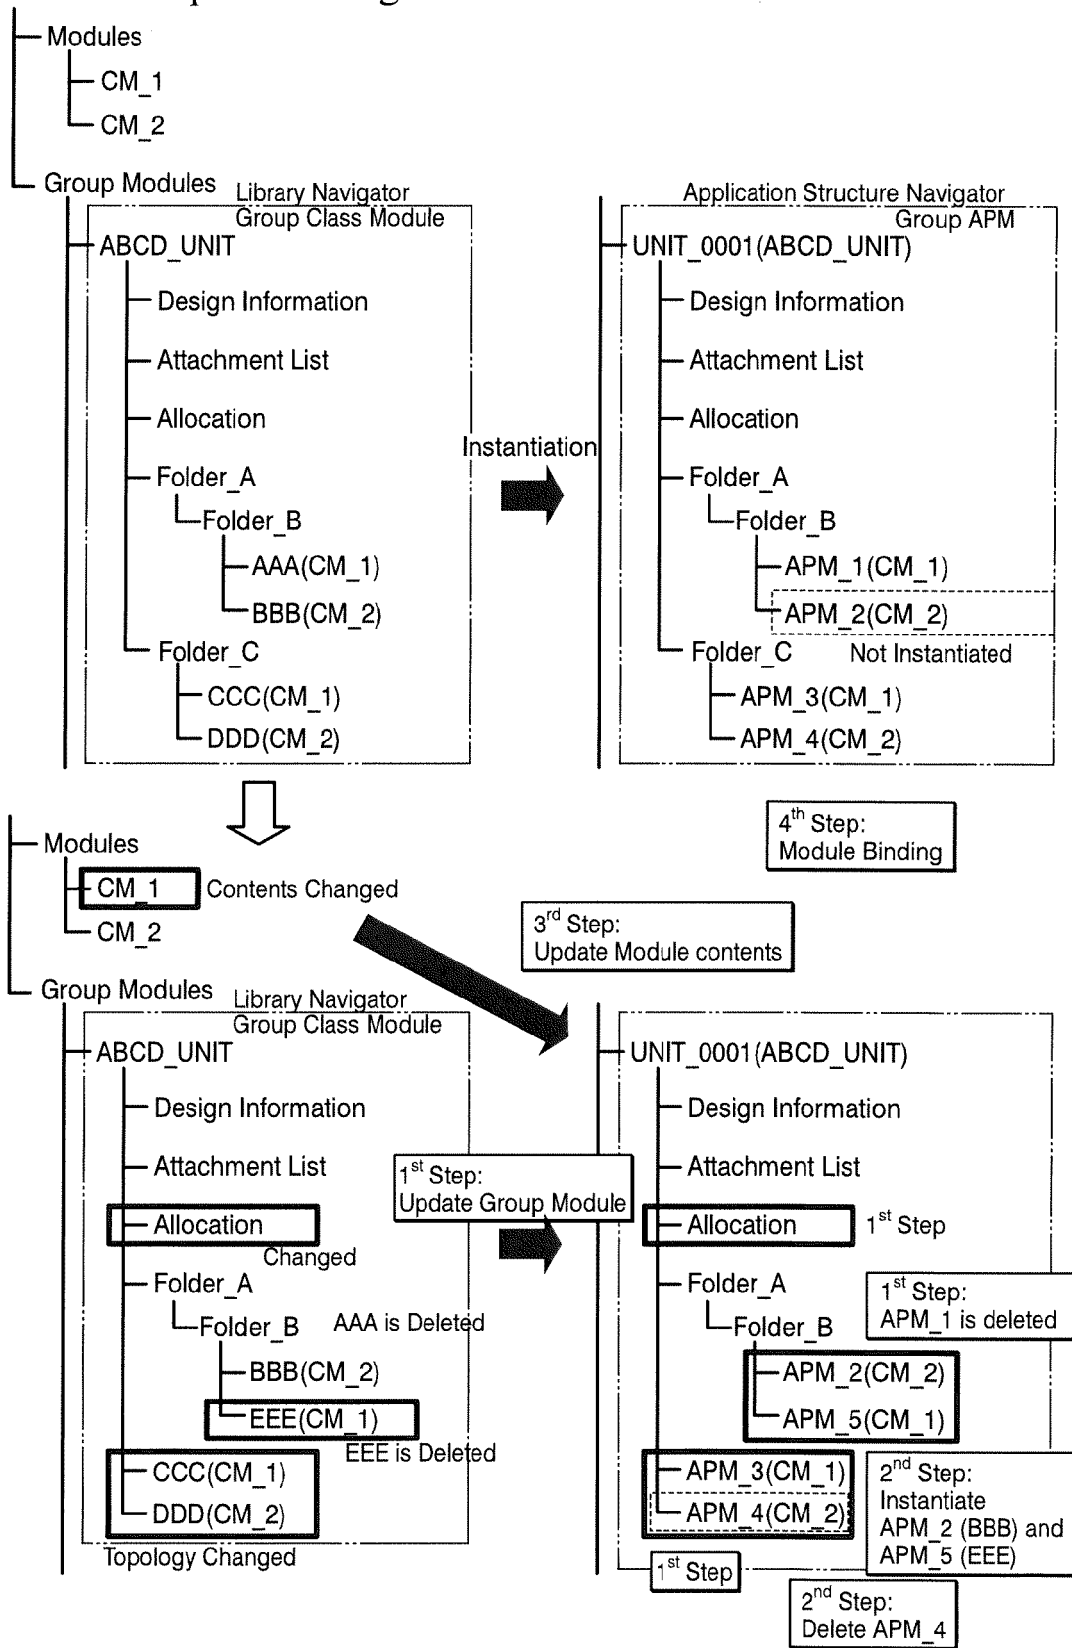 Modules
CM_1
CM_2
Group Modules
Library Navigator
Group Class Module
ABCD_UNIT
Design Information
Attachment List
Allocation
Folder_A
Folder_B
AAA(CM_1)
BBB(CM_2)
Folder_C
CCC(CM_1)
DDD(CM_2)
Instantiation
Application Structure Navigator
Group APM
UNIT_0001(ABCD_UNIT)
Design Information
Attachment List
Allocation
Folder_A
Folder_B
APM_1(CM_1)
APM_2(CM_2)
Folder_C
Not Instantiated
APM_3(CM_1)
APM_4(CM_2)
4th Step:
Module Binding
Modules
CM_1
Contents Changed
CM_2
3rd Step:
Update Module contents
Group Modules
Library Navigator
Group Class Module
ABCD_UNIT
Design Information
Attachment List
Allocation
Changed
Folder_A
Folder_B
AAA is Deleted
BBB(CM_2)
EEE(CM_1)
EEE is Deleted
CCC(CM_1)
DDD(CM_2)
Topology Changed
1st Step:
Update Group Module
UNIT_0001(ABCD_UNIT)
Design Information
Attachment List
Allocation
1st Step
Folder_A
1st Step:
APM_1 is deleted
Folder_B
APM_2(CM_2)
APM_5(CM_1)
APM_3(CM_1)
APM_4(CM_2)
2nd Step:
Instantiate
APM_2 (BBB) and
APM_5 (EEE)
1st Step
2nd Step:
Delete APM_4